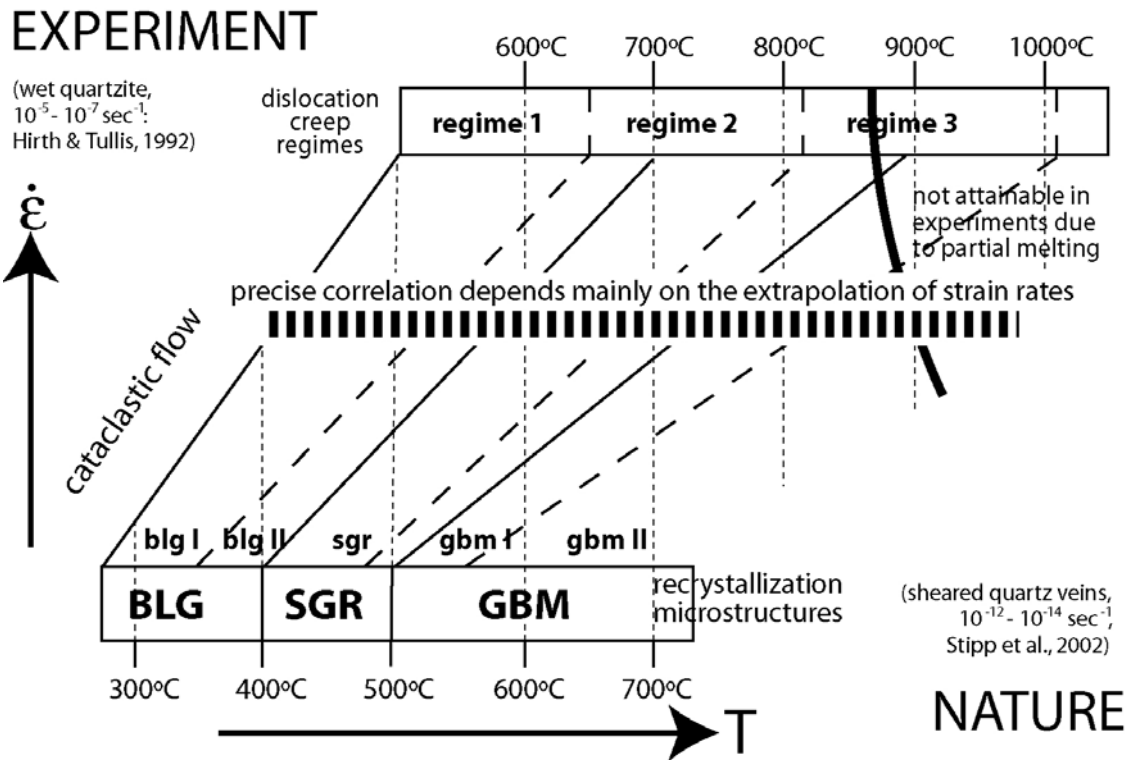 EXPERIMENT
(wet quartzite,
10⁻⁵ - 10⁻⁷ sec⁻¹:
Hirth & Tullis, 1992)
600ºC 700ºC 800ºC 900ºC 1000ºC
dislocation
creep
regimes
regime 1 regime 2 regime 3
ε̇
not attainable in
experiments due
to partial melting
precise correlation depends mainly on the extrapolation of strain rates
cataclastic flow
blg I blg II sgr gbm I gbm II
BLG SGR GBM
recrystallization
microstructures
(sheared quartz veins,
10⁻¹² - 10⁻¹⁴ sec⁻¹,
Stipp et al., 2002)
300ºC 400ºC 500ºC 600ºC 700ºC
T
NATURE